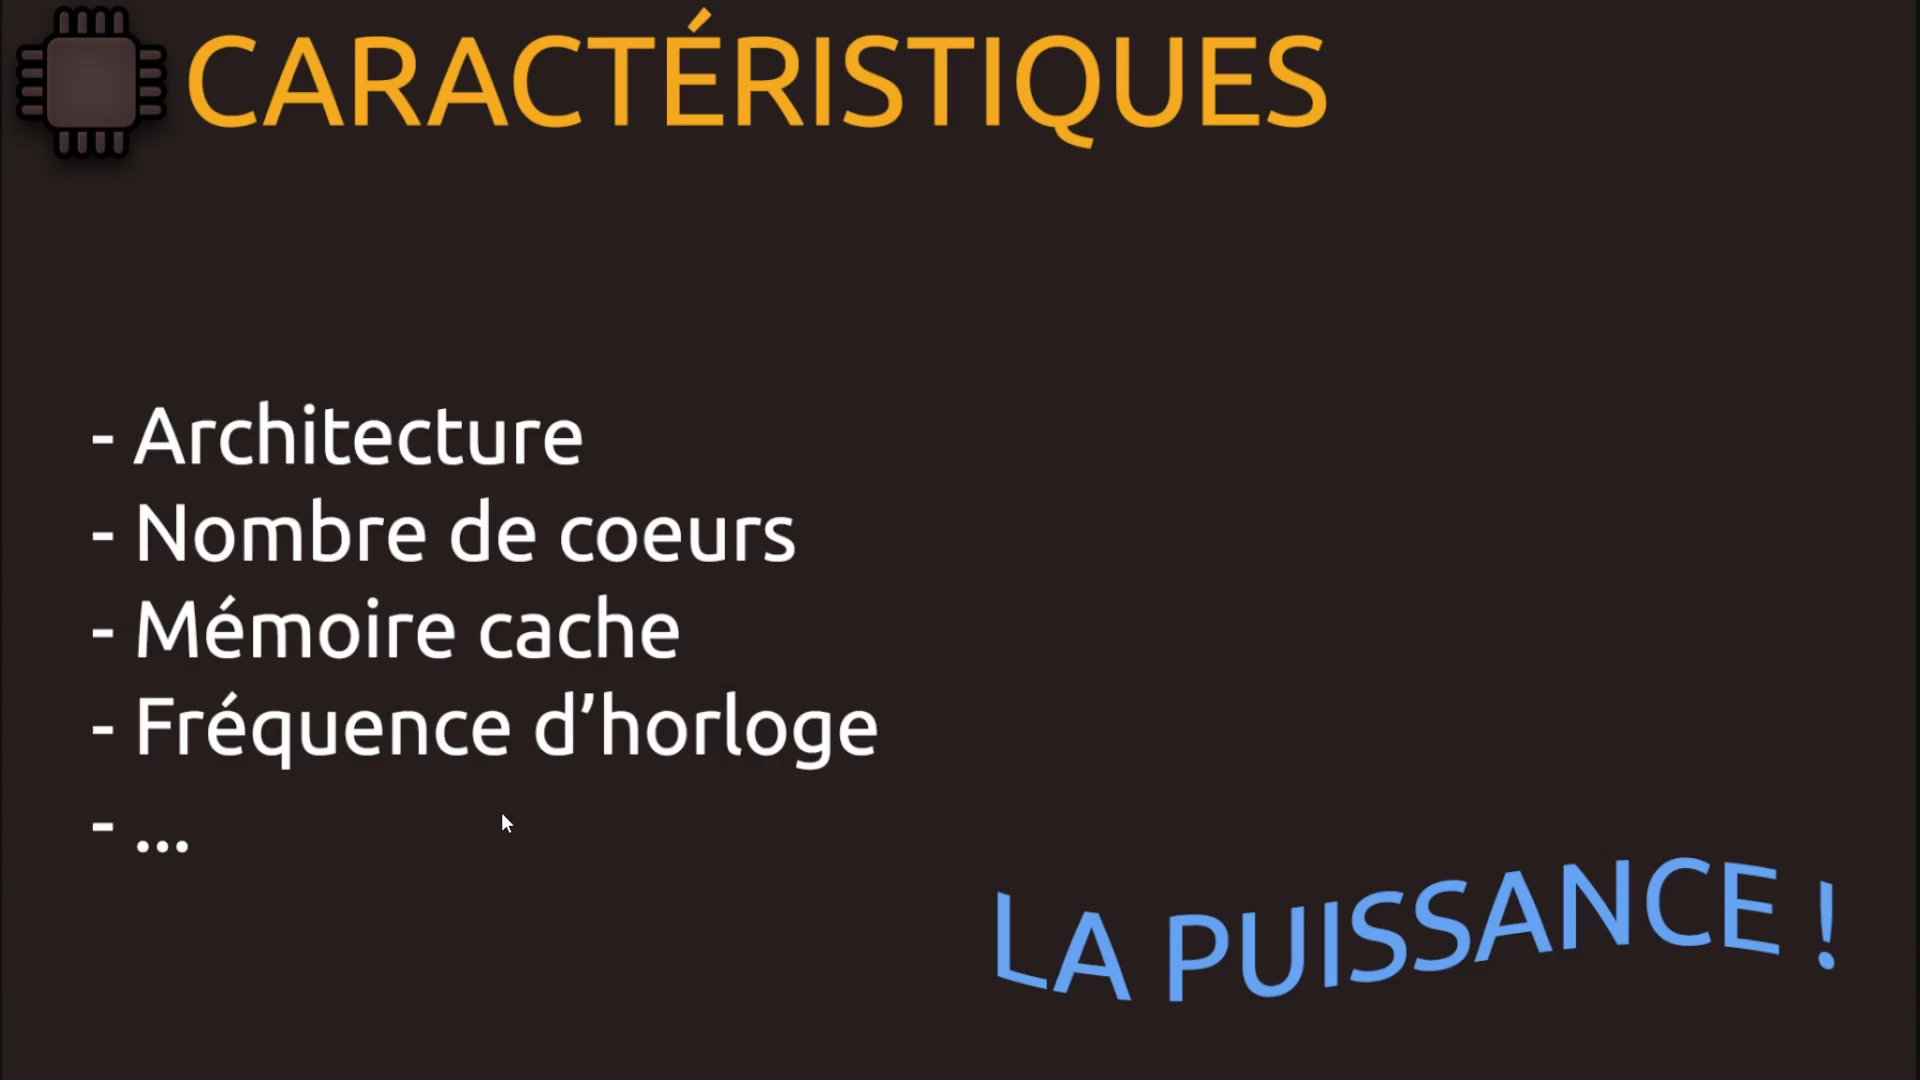 CARACTÉRISTIQUES
- Architecture
- Nombre de coeurs
- Mémoire cache
- Fréquence d’horloge
- ...
LA PUISSANCE !